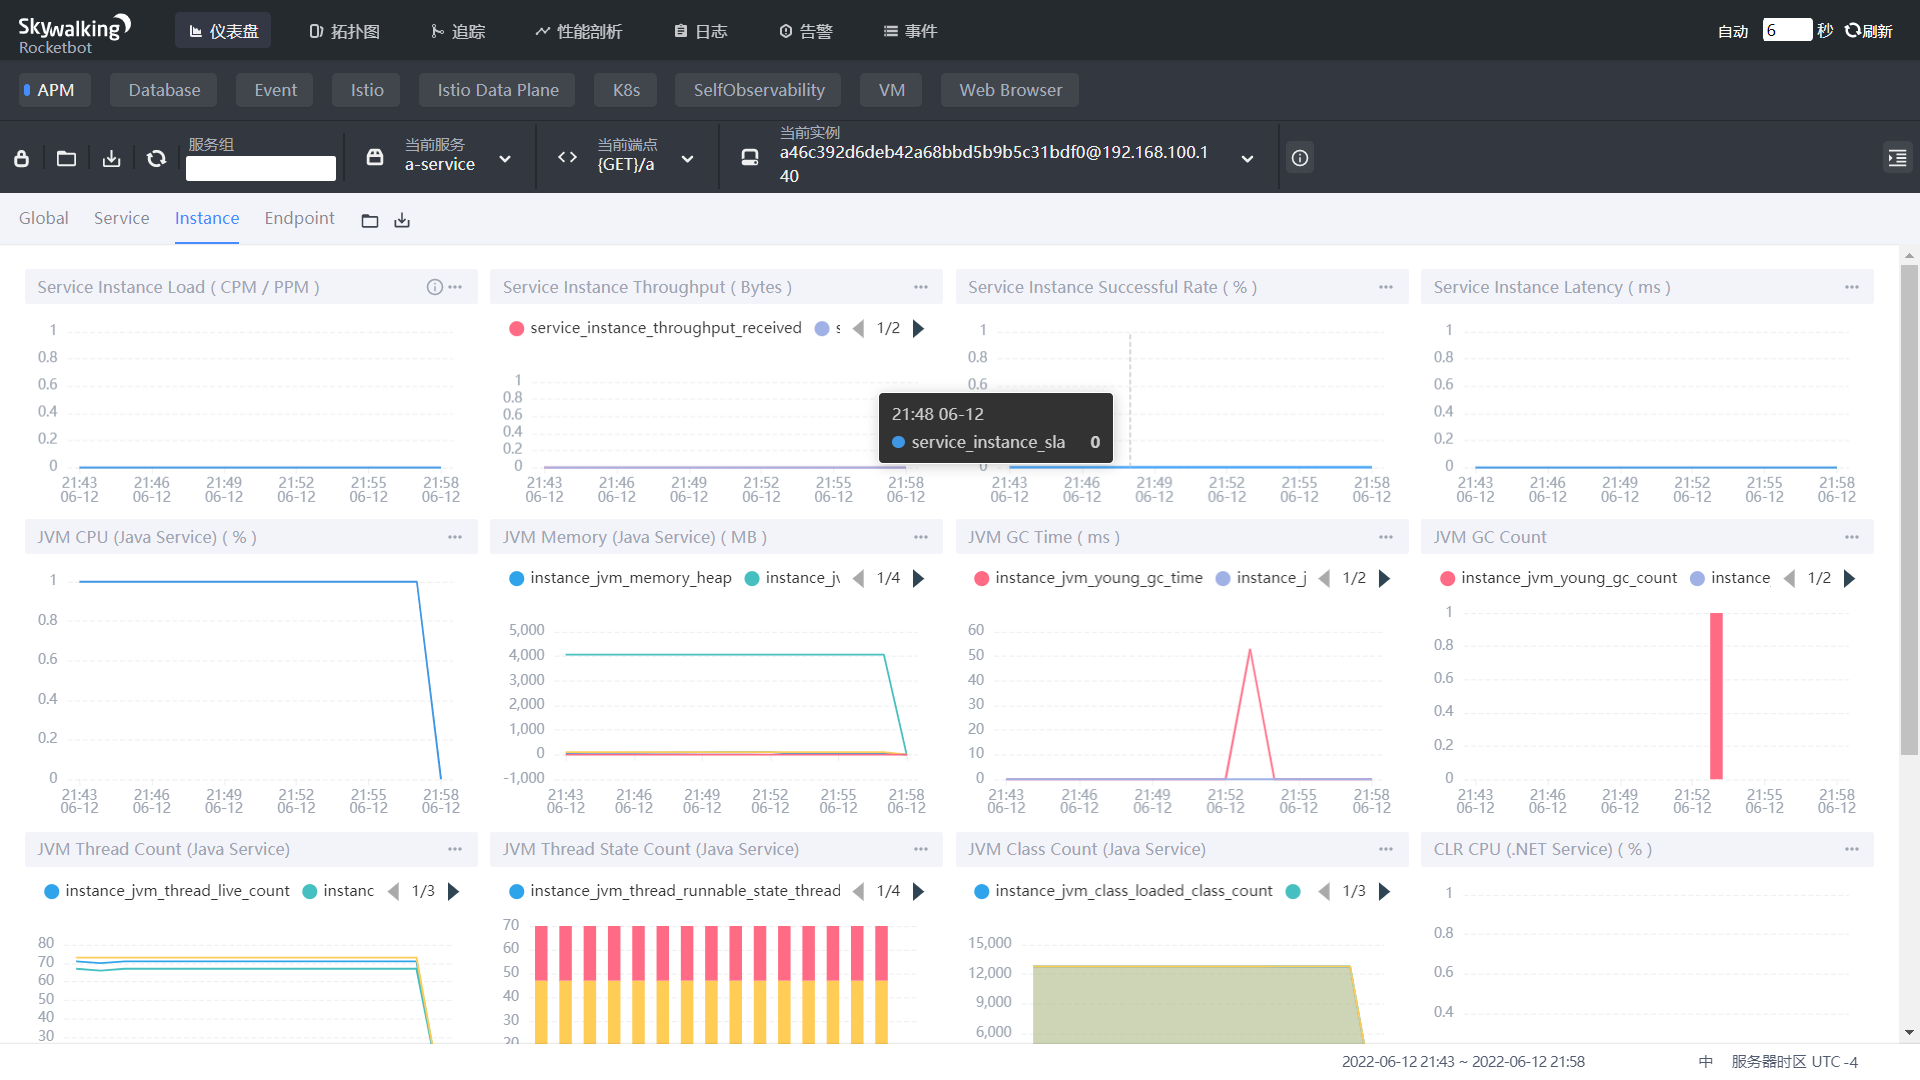 Skywalking
Rocketbot
仪表盘 拓扑图 追踪 性能剖析 日志 告警 事件
自动 6 秒 刷新
APM Database Event Istio Istio Data Plane K8s SelfObservability VM Web Browser
服务组
当前服务
a-service
当前端点
{GET}/a
当前实例
a46c392d6deb42a68bbd5b9b5c31bdf0@192.168.100.1
40
Global Service Instance Endpoint
Service Instance Load ( CPM / PPM )
1
0.8
0.6
0.4
0.2
0
21:43 21:46 21:49 21:52 21:55 21:58
06-12 06-12 06-12 06-12 06-12 06-12
Service Instance Throughput ( Bytes )
service_instance_throughput_received s 1/2
1
0.8
0.6
0.4
0.2
0
21:43 21:46 21:49 21:52 21:55 21:58
06-12 06-12 06-12 06-12 06-12 06-12
Service Instance Successful Rate ( % )
1
0.8
0.6
0
21:48 06-12
service_instance_sla 0
21:43 21:46 21:49 21:52 21:55 21:58
06-12 06-12 06-12 06-12 06-12 06-12
Service Instance Latency ( ms )
1
0.8
0.6
0.4
0.2
0
21:43 21:46 21:49 21:52 21:55 21:58
06-12 06-12 06-12 06-12 06-12 06-12
JVM CPU (Java Service) ( % )
1
0.8
0.6
0.4
0.2
0
21:43 21:46 21:49 21:52 21:55 21:58
06-12 06-12 06-12 06-12 06-12 06-12
JVM Memory (Java Service) ( MB )
instance_jvm_memory_heap instance_jv 1/4
5,000
4,000
3,000
2,000
1,000
0
-1,000
21:43 21:46 21:49 21:52 21:55 21:58
06-12 06-12 06-12 06-12 06-12 06-12
JVM GC Time ( ms )
instance_jvm_young_gc_time instance_j 1/2
60
50
40
30
20
10
0
21:43 21:46 21:49 21:52 21:55 21:58
06-12 06-12 06-12 06-12 06-12 06-12
JVM GC Count
instance_jvm_young_gc_count instance 1/2
1
0.8
0.6
0.4
0.2
0
21:43 21:46 21:49 21:52 21:55 21:58
06-12 06-12 06-12 06-12 06-12 06-12
JVM Thread Count (Java Service)
instance_jvm_thread_live_count instanc 1/3
80
70
60
50
40
30
JVM Thread State Count (Java Service)
instance_jvm_thread_runnable_state_thread 1/4
70
60
50
40
30
20
JVM Class Count (Java Service)
instance_jvm_class_loaded_class_count 1/3
15,000
12,000
9,000
6,000
CLR CPU (.NET Service) ( % )
1
0.8
0.6
0.4
2022-06-12 21:43 ~ 2022-06-12 21:58 中 服务器时区 UTC -4